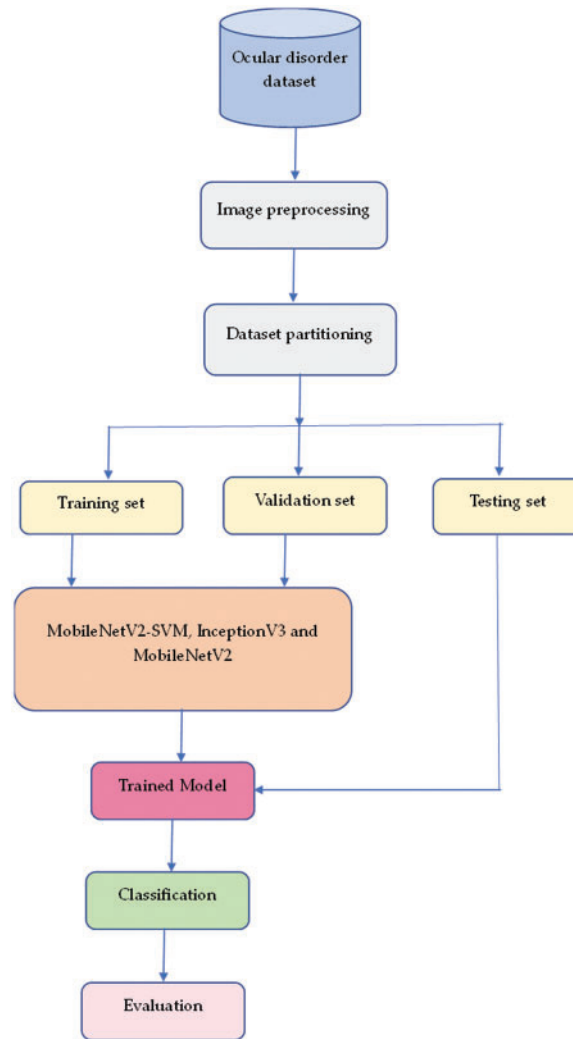 Ocular disorder
dataset
Image preprocessing
Dataset partitioning
Training set
Validation set
Testing set
MobileNetV2-SVM, InceptionV3 and
MobileNetV2
Trained Model
Classification
Evaluation